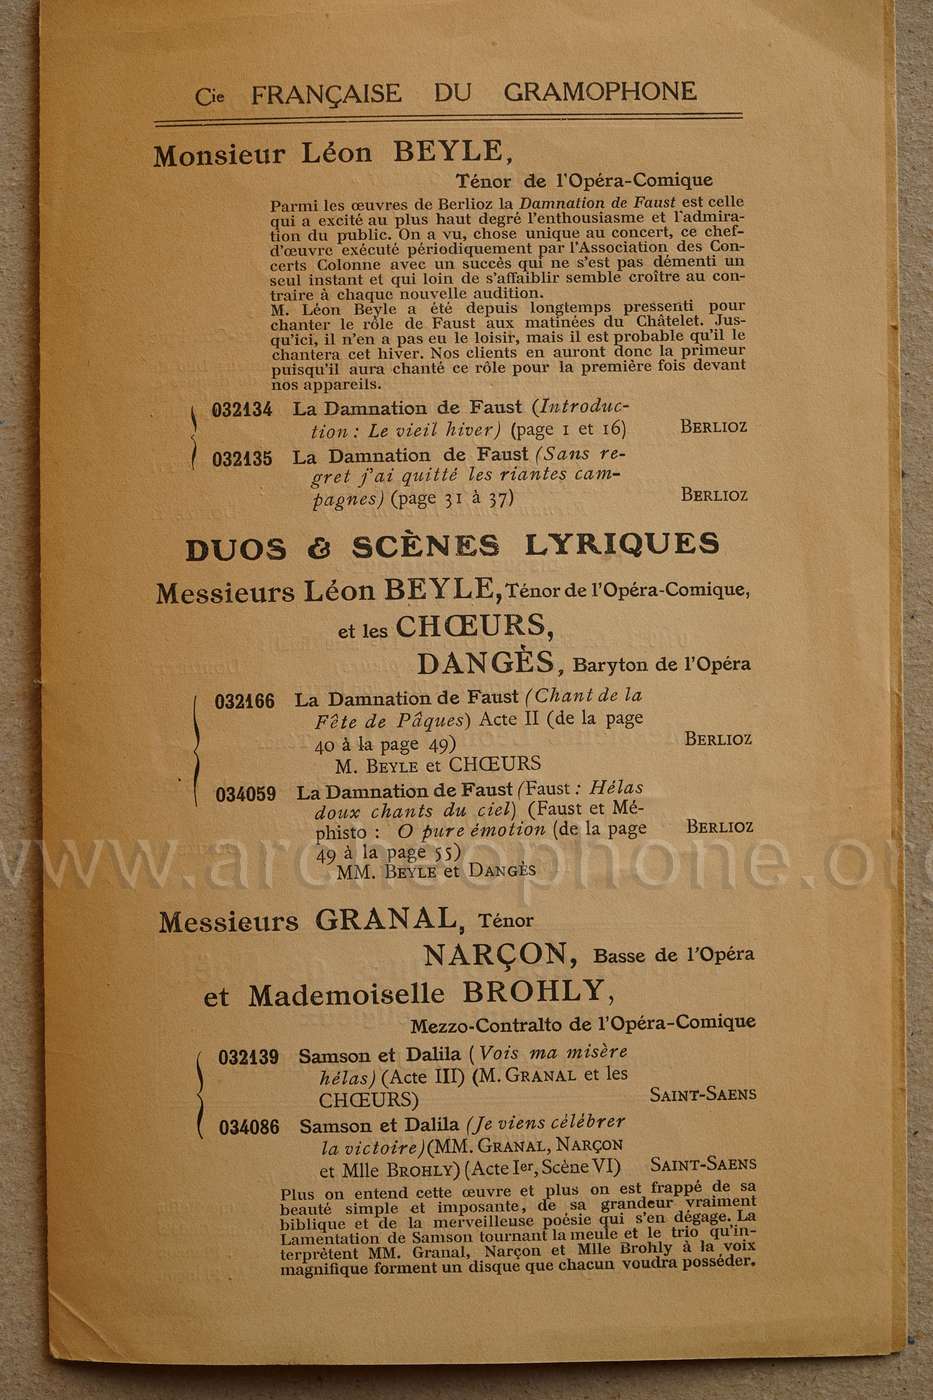 Cie FRANÇAISE DU GRAMOPHONE
Monsieur Léon BEYLE,
Ténor de l'Opéra-Comique
Parmi les œuvres de Berlioz la Damnation de Faust est celle
qui a excité au plus haut degré l'enthousiasme et l'admira-
tion du public. On a vu, chose unique au concert, ce chef-
d'œuvre exécuté périodiquement par l'Association des Con-
certs Colonne avec un succès qui ne s'est pas démenti un
seul instant et qui loin de s'affaiblir semble croître au con-
traire à chaque nouvelle audition.
M. Léon Beyle a été depuis longtemps pressenti pour
chanter le rôle de Faust aux matinées du Châtelet. Jus-
qu'ici, il n'en a pas eu le loisir, mais il est probable qu'il le
chantera cet hiver. Nos clients en auront donc la primeur
puisqu'il aura chanté ce rôle pour la première fois devant
nos appareils.
032134 La Damnation de Faust (Introduc-
tion : Le vieil hiver) (page 1 et 16) BERLIOZ
032135 La Damnation de Faust (Sans re-
gret j'ai quitté les riantes cam-
pagnes) (page 31 à 37) BERLIOZ
DUOS & SCÈNES LYRIQUES
Messieurs Léon BEYLE, Ténor de l'Opéra-Comique,
et les CHŒURS,
DANGÈS, Baryton de l'Opéra
032166 La Damnation de Faust (Chant de la
Fête de Pâques) Acte II (de la page
40 à la page 49) BERLIOZ
M. BEYLE et CHŒURS
034059 La Damnation de Faust (Faust : Hélas
doux chants du ciel) (Faust et Mé-
phisto : O pure émotion (de la page BERLIOZ
49 à la page 55)
MM. BEYLE et DANGÈS
www.archeophone.or
Messieurs GRANAL, Ténor
NARÇON, Basse de l'Opéra
et Mademoiselle BROHLY,
Mezzo-Contralto de l'Opéra-Comique
032139 Samson et Dalila (Vois ma misère
hélas) (Acte III) (M. GRANAL et les
CHŒURS) SAINT-SAENS
034086 Samson et Dalila (Je viens célébrer
la victoire) (MM. GRANAL, NARÇON
et Mlle BROHLY) (Acte Ier, Scène VI) SAINT-SAENS
Plus on entend cette œuvre et plus on est frappé de sa
beauté simple et imposante, de sa grandeur vraiment
biblique et de la merveilleuse poésie qui s'en dégage. La
Lamentation de Samson tournant la meule et le trio qu'in-
terprètent MM. Granal, Narçon et Mlle Brohly à la voix
magnifique forment un disque que chacun voudra posséder.